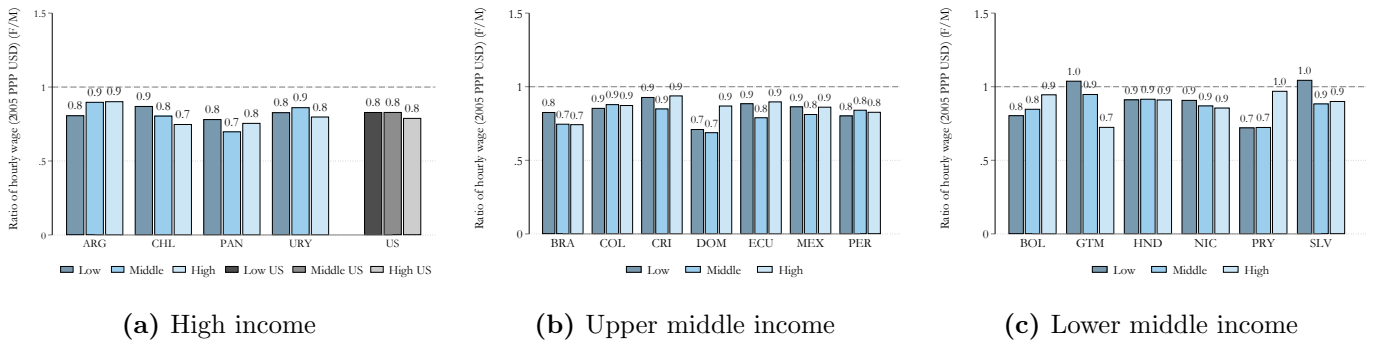 Ratio of hourly wage (2005 PPP USD) (F/M)
1.5
1
.5
0
0.8 0.9 0.9 0.9 0.8 0.7 0.8 0.7 0.8 0.8 0.9 0.8 0.8 0.8 0.8
ARG CHL PAN URY US
Low Middle High Low US Middle US High US
(a) High income
Ratio of hourly wage (2005 PPP USD) (F/M)
1.5
1
.5
0
0.8 0.7 0.7 0.9 0.9 0.9 0.9 0.9 0.9 0.7 0.7 0.9 0.9 0.8 0.9 0.9 0.8 0.9 0.8 0.8 0.8
BRA COL CRI DOM ECU MEX PER
Low Middle High
(b) Upper middle income
Ratio of hourly wage (2005 PPP USD) (F/M)
1.5
1
.5
0
0.8 0.8 0.9 1.0 0.9 0.7 0.9 0.9 0.9 0.9 0.9 0.9 0.7 0.7 1.0 1.0 0.9 0.9
BOL GTM HND NIC PRY SLV
Low Middle High
(c) Lower middle income